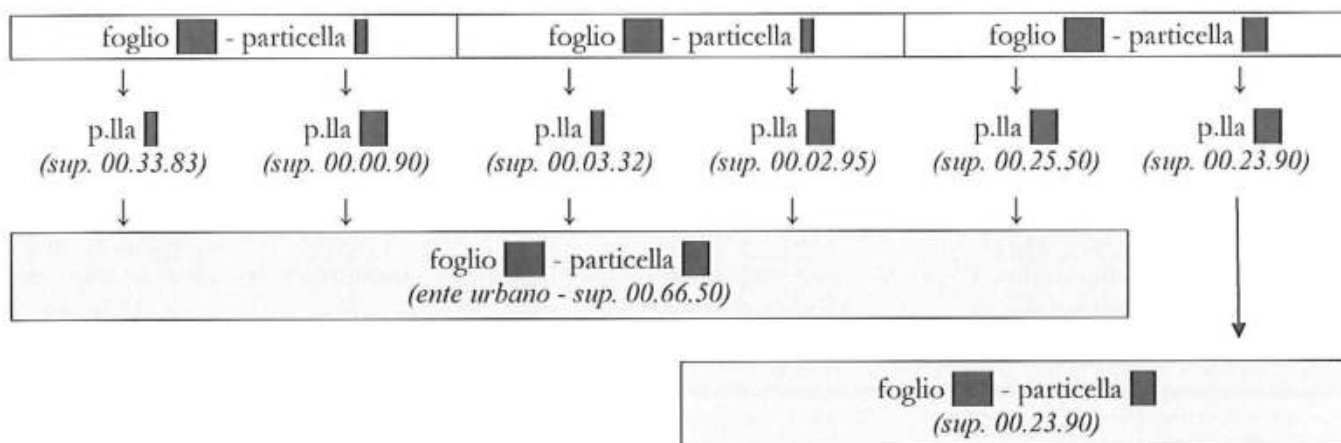 foglio - particella foglio - particella foglio - particella
↓ ↓ ↓ ↓ ↓ ↓
p.lla p.lla p.lla p.lla p.lla p.lla
(sup. 00.33.83) (sup. 00.00.90) (sup. 00.03.32) (sup. 00.02.95) (sup. 00.25.50) (sup. 00.23.90)
↓ ↓ ↓ ↓ ↓
foglio - particella
(ente urbano - sup. 00.66.50)
foglio - particella
(sup. 00.23.90)